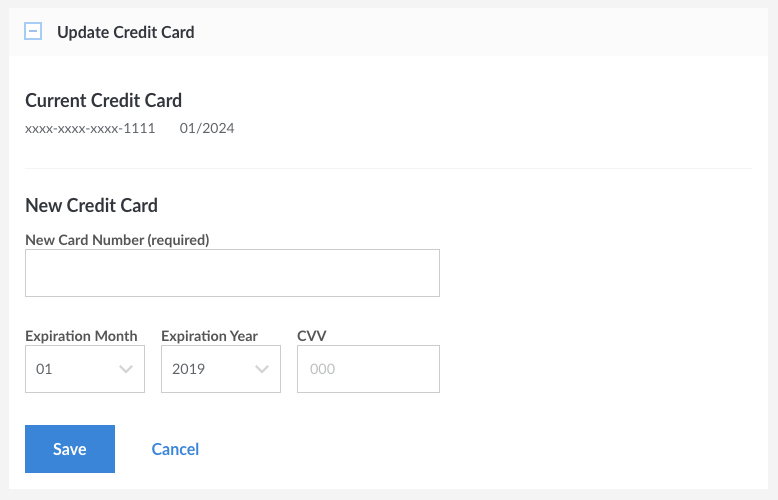 Update Credit Card
Current Credit Card
xxxx-xxxx-xxxx-1111 01/2024
New Credit Card
New Card Number (required)
Expiration Month Expiration Year CVV
01 2019 000
Save Cancel